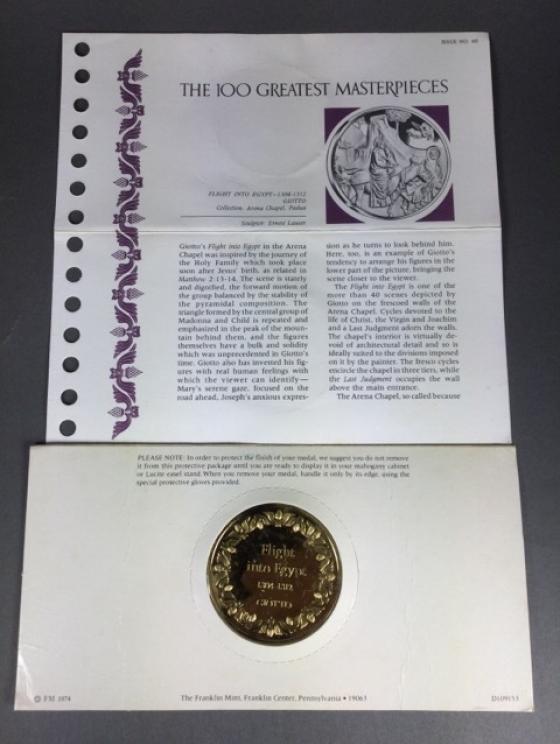 ISSUE NO. 40
THE 100 GREATEST MASTERPIECES
FLIGHT INTO EGYPT—1304-1312
GIOTTO
Collection: Arena Chapel, Padua
Sculptor: Ernest Lauser
Giotto's Flight into Egypt in the Arena
Chapel was inspired by the journey of
the Holy Family which took place
soon after Jesus' birth, as related in
Matthew 2:13-14. The scene is stately
and dignified, the forward motion of
the group balanced by the stability of
the pyramidal composition. The
triangle formed by the central group of
Madonna and Child is repeated and
emphasized in the peak of the moun-
tain behind them, and the figures
themselves have a bulk and solidity
which was unprecedented in Giotto's
time. Giotto also has invested his fig-
ures with real human feelings with
which the viewer can identify—
Mary's serene gaze, focused on the
road ahead, Joseph's anxious expres-
sion as he turns to look behind him.
Here, too, is an example of Giotto's
tendency to arrange his figures in the
lower part of the picture, bringing the
scene closer to the viewer.
The Flight into Egypt is one of the
more than 40 scenes depicted by
Giotto on the frescoed walls of the
Arena Chapel. Cycles devoted to the
life of Christ, the Virgin and Joachim
and a Last Judgment adorn the walls.
The chapel's interior is virtually de-
void of architectural detail and so is
ideally suited to the divisions imposed
on it by the painter. The fresco cycles
encircle the chapel in three tiers, while
the Last Judgment occupies the wall
above the main entrance.
The Arena Chapel, so called because
PLEASE NOTE: In order to protect the finish of your medal, we suggest you do not remove
it from this protective package until you are ready to display it in your mahogany cabinet
or Lucite easel stand. When you remove your medal, handle it only by its edge, using the
special protective gloves provided.
Flight
into Egypt
1304-1312
GIOTTO
© FM 1974
The Franklin Mint, Franklin Center, Pennsylvania • 19063
D109153